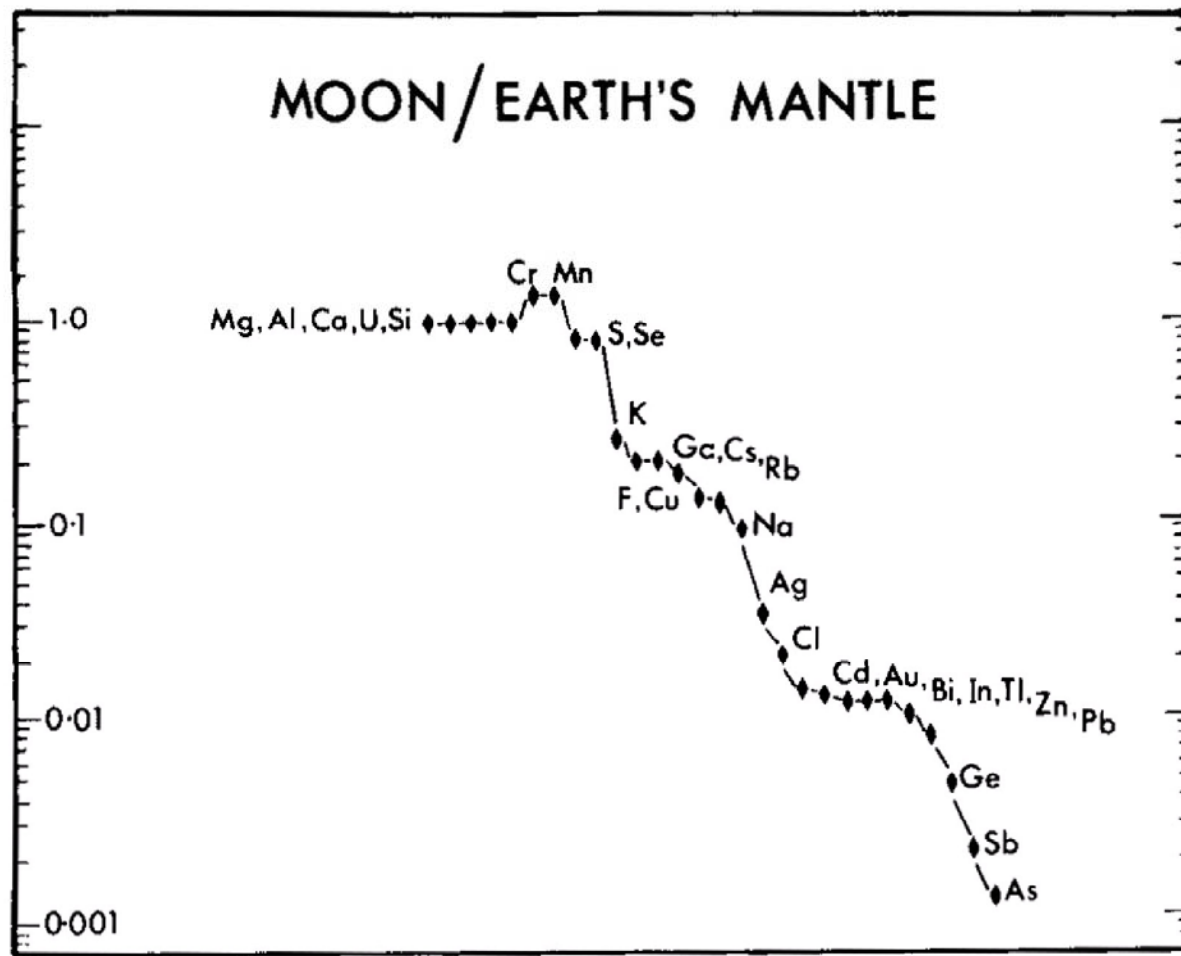 MOON/EARTH'S MANTLE
Cr Mn
1.0
Mg, Al, Ca, U, Si
S, Se
K
Ga, Cs, Rb
F, Cu
0.1
Na
Ag
Cl
Cd, Au, Bi, In, Tl, Zn, Pb
0.01
Ge
Sb
As
0.001